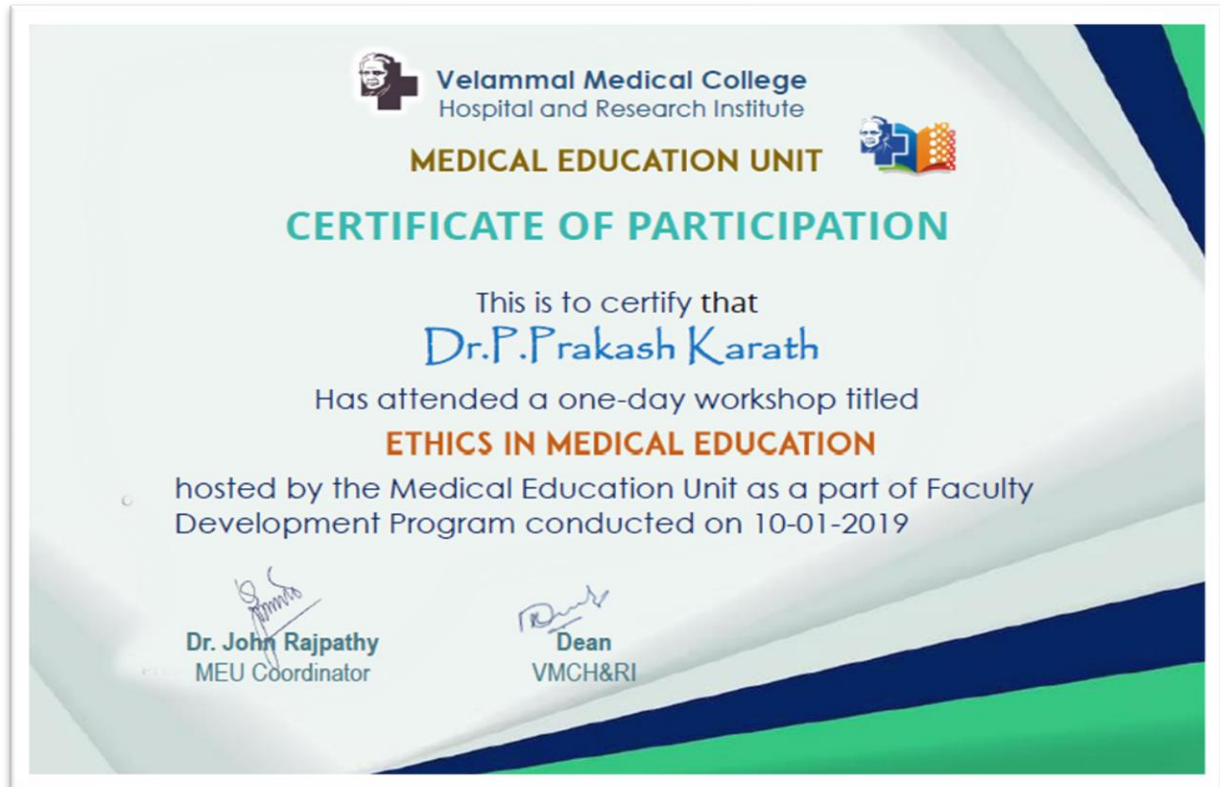 Velammal Medical College
Hospital and Research Institute
MEDICAL EDUCATION UNIT
CERTIFICATE OF PARTICIPATION
This is to certify that
Dr.P.Prakash Karath
Has attended a one-day workshop titled
ETHICS IN MEDICAL EDUCATION
hosted by the Medical Education Unit as a part of Faculty
Development Program conducted on 10-01-2019
Dr. John Rajpathy
MEU Coordinator
Dean
VMCH&RI